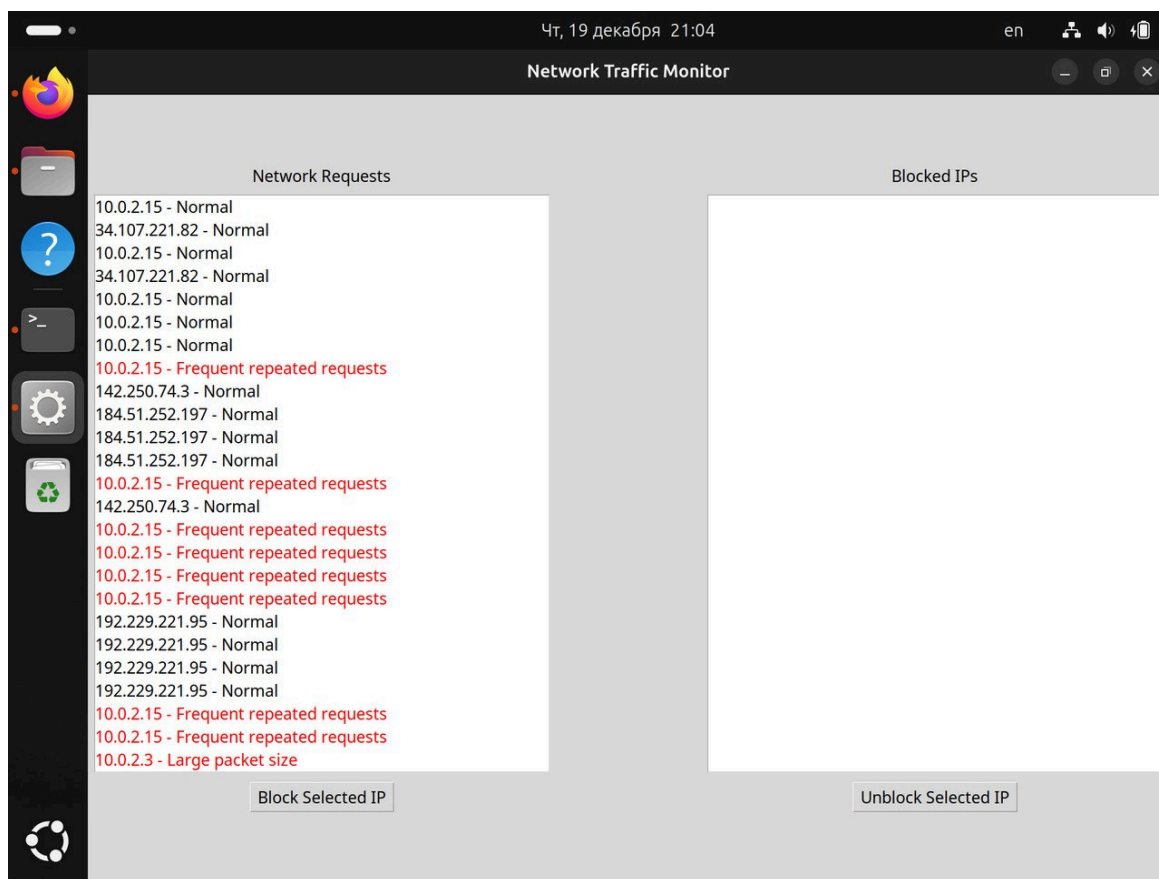 Чт, 19 декабря 21:04
en
Network Traffic Monitor
Network Requests
10.0.2.15 - Normal
34.107.221.82 - Normal
10.0.2.15 - Normal
34.107.221.82 - Normal
10.0.2.15 - Normal
10.0.2.15 - Normal
10.0.2.15 - Normal
10.0.2.15 - Frequent repeated requests
142.250.74.3 - Normal
184.51.252.197 - Normal
184.51.252.197 - Normal
184.51.252.197 - Normal
10.0.2.15 - Frequent repeated requests
142.250.74.3 - Normal
10.0.2.15 - Frequent repeated requests
10.0.2.15 - Frequent repeated requests
10.0.2.15 - Frequent repeated requests
10.0.2.15 - Frequent repeated requests
192.229.221.95 - Normal
192.229.221.95 - Normal
192.229.221.95 - Normal
192.229.221.95 - Normal
10.0.2.15 - Frequent repeated requests
10.0.2.15 - Frequent repeated requests
10.0.2.3 - Large packet size
Block Selected IP
Blocked IPs
Unblock Selected IP